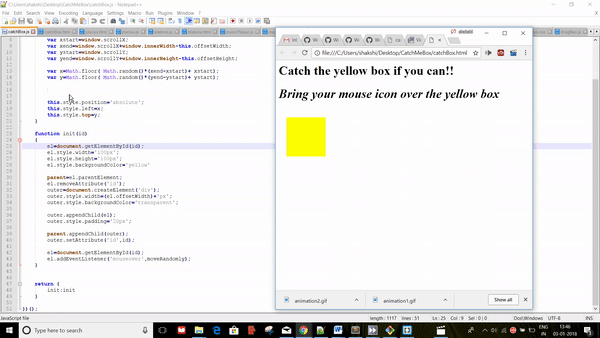 C:\Users\shakshi\Desktop\CatchMeBox\catchBox.js - Notepad++
File Edit Search View Encoding Language Settings Macro Run Plugins Window ?
catchBox.js
var xstart=window.scrollX;
var xend=window.scrollX+window.innerWidth-this.offsetWidth;
var ystart=window.scrollY;
var yend=window.scrollY+window.innerHeight-this.offsetHeight;
var x=Math.floor( Math.random()*(xend-xstart)+ xstart);
var y=Math.floor( Math.random()*(yend-ystart)+ ystart);
this.style.position='absolute';
this.style.left=x;
this.style.top=y;
}
function init(id)
{
el=document.getElementById(id);
el.style.width='100px';
el.style.height='100px';
el.style.backgroundColor='yellow'
parent=el.parentElement;
el.removeAttribute('id');
outer=document.createElement('div');
outer.style.width=(el.offsetWidth)+'px';
outer.style.backgroundColor='transparent';
outer.appendChild(el);
outer.style.padding='20px';
parent.appendChild(outer);
outer.setAttribute('id',id);
el=document.getElementById(id);
el.addEventListener('mouseover',moveRandomly);
}
return {
init:init
}
})();
file:///C:/Users/shakshi/Desktop/CatchMeBox/catchBox.html
Catch the yellow box if you can!!
Bring your mouse icon over the yellow box
animation2.gif
animation1.gif
Show all
JavaScript file
length : 1117 lines : 51
Ln : 25 Col : 9 Sel : 0 | 0
Dos\Windows
UTF-8
INS
Type here to search
ENG
IN
13:46
03-01-2018